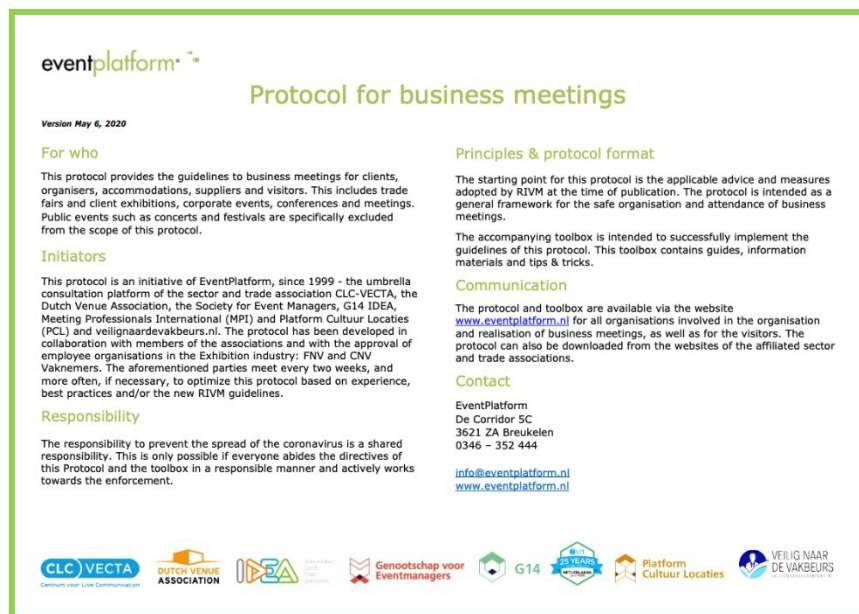 eventplatform
Protocol for business meetings
Version May 6, 2020
For who
This protocol provides the guidelines to business meetings for clients,
organisers, accommodations, suppliers and visitors. This includes trade
fairs and client exhibitions, corporate events, conferences and meetings.
Public events such as concerts and festivals are specifically excluded
from the scope of this protocol.
Initiators
This protocol is an initiative of EventPlatform, since 1999 - the umbrella
consultation platform of the sector and trade association CLC-VECTA, the
Dutch Venue Association, the Society for Event Managers, G14 IDEA,
Meeting Professionals International (MPI) and Platform Cultuur Locaties
(PCL) and veilignaardevakbeurs.nl. The protocol has been developed in
collaboration with members of the associations and with the approval of
employee organisations in the Exhibition industry: FNV and CNV
Vaknemers. The aforementioned parties meet every two weeks, and
more often, if necessary, to optimize this protocol based on experience,
best practices and/or the new RIVM guidelines.
Responsibility
The responsibility to prevent the spread of the coronavirus is a shared
responsibility. This is only possible if everyone abides the directives of
this Protocol and the toolbox in a responsible manner and actively works
towards the enforcement.
Principles & protocol format
The starting point for this protocol is the applicable advice and measures
adopted by RIVM at the time of publication. The protocol is intended as a
general framework for the safe organisation and attendance of business
meetings.
The accompanying toolbox is intended to successfully implement the
guidelines of this protocol. This toolbox contains guides, information
materials and tips & tricks.
Communication
The protocol and toolbox are available via the website
www.eventplatform.nl for all organisations involved in the organisation
and realisation of business meetings, as well as for the visitors. The
protocol can also be downloaded from the websites of the affiliated sector
and trade associations.
Contact
EventPlatform
De Corridor 5C
3621 ZA Breukelen
0346 – 352 444
info@eventplatform.nl
www.eventplatform.nl
CLC VECTA
Centrum voor Live Communication
DUTCH VENUE
ASSOCIATION
IDEA
Genootschap voor
Eventmanagers
G14
25 YEARS
Platform
Cultuur Locaties
VEILIG NAAR
DE VAKBEURS